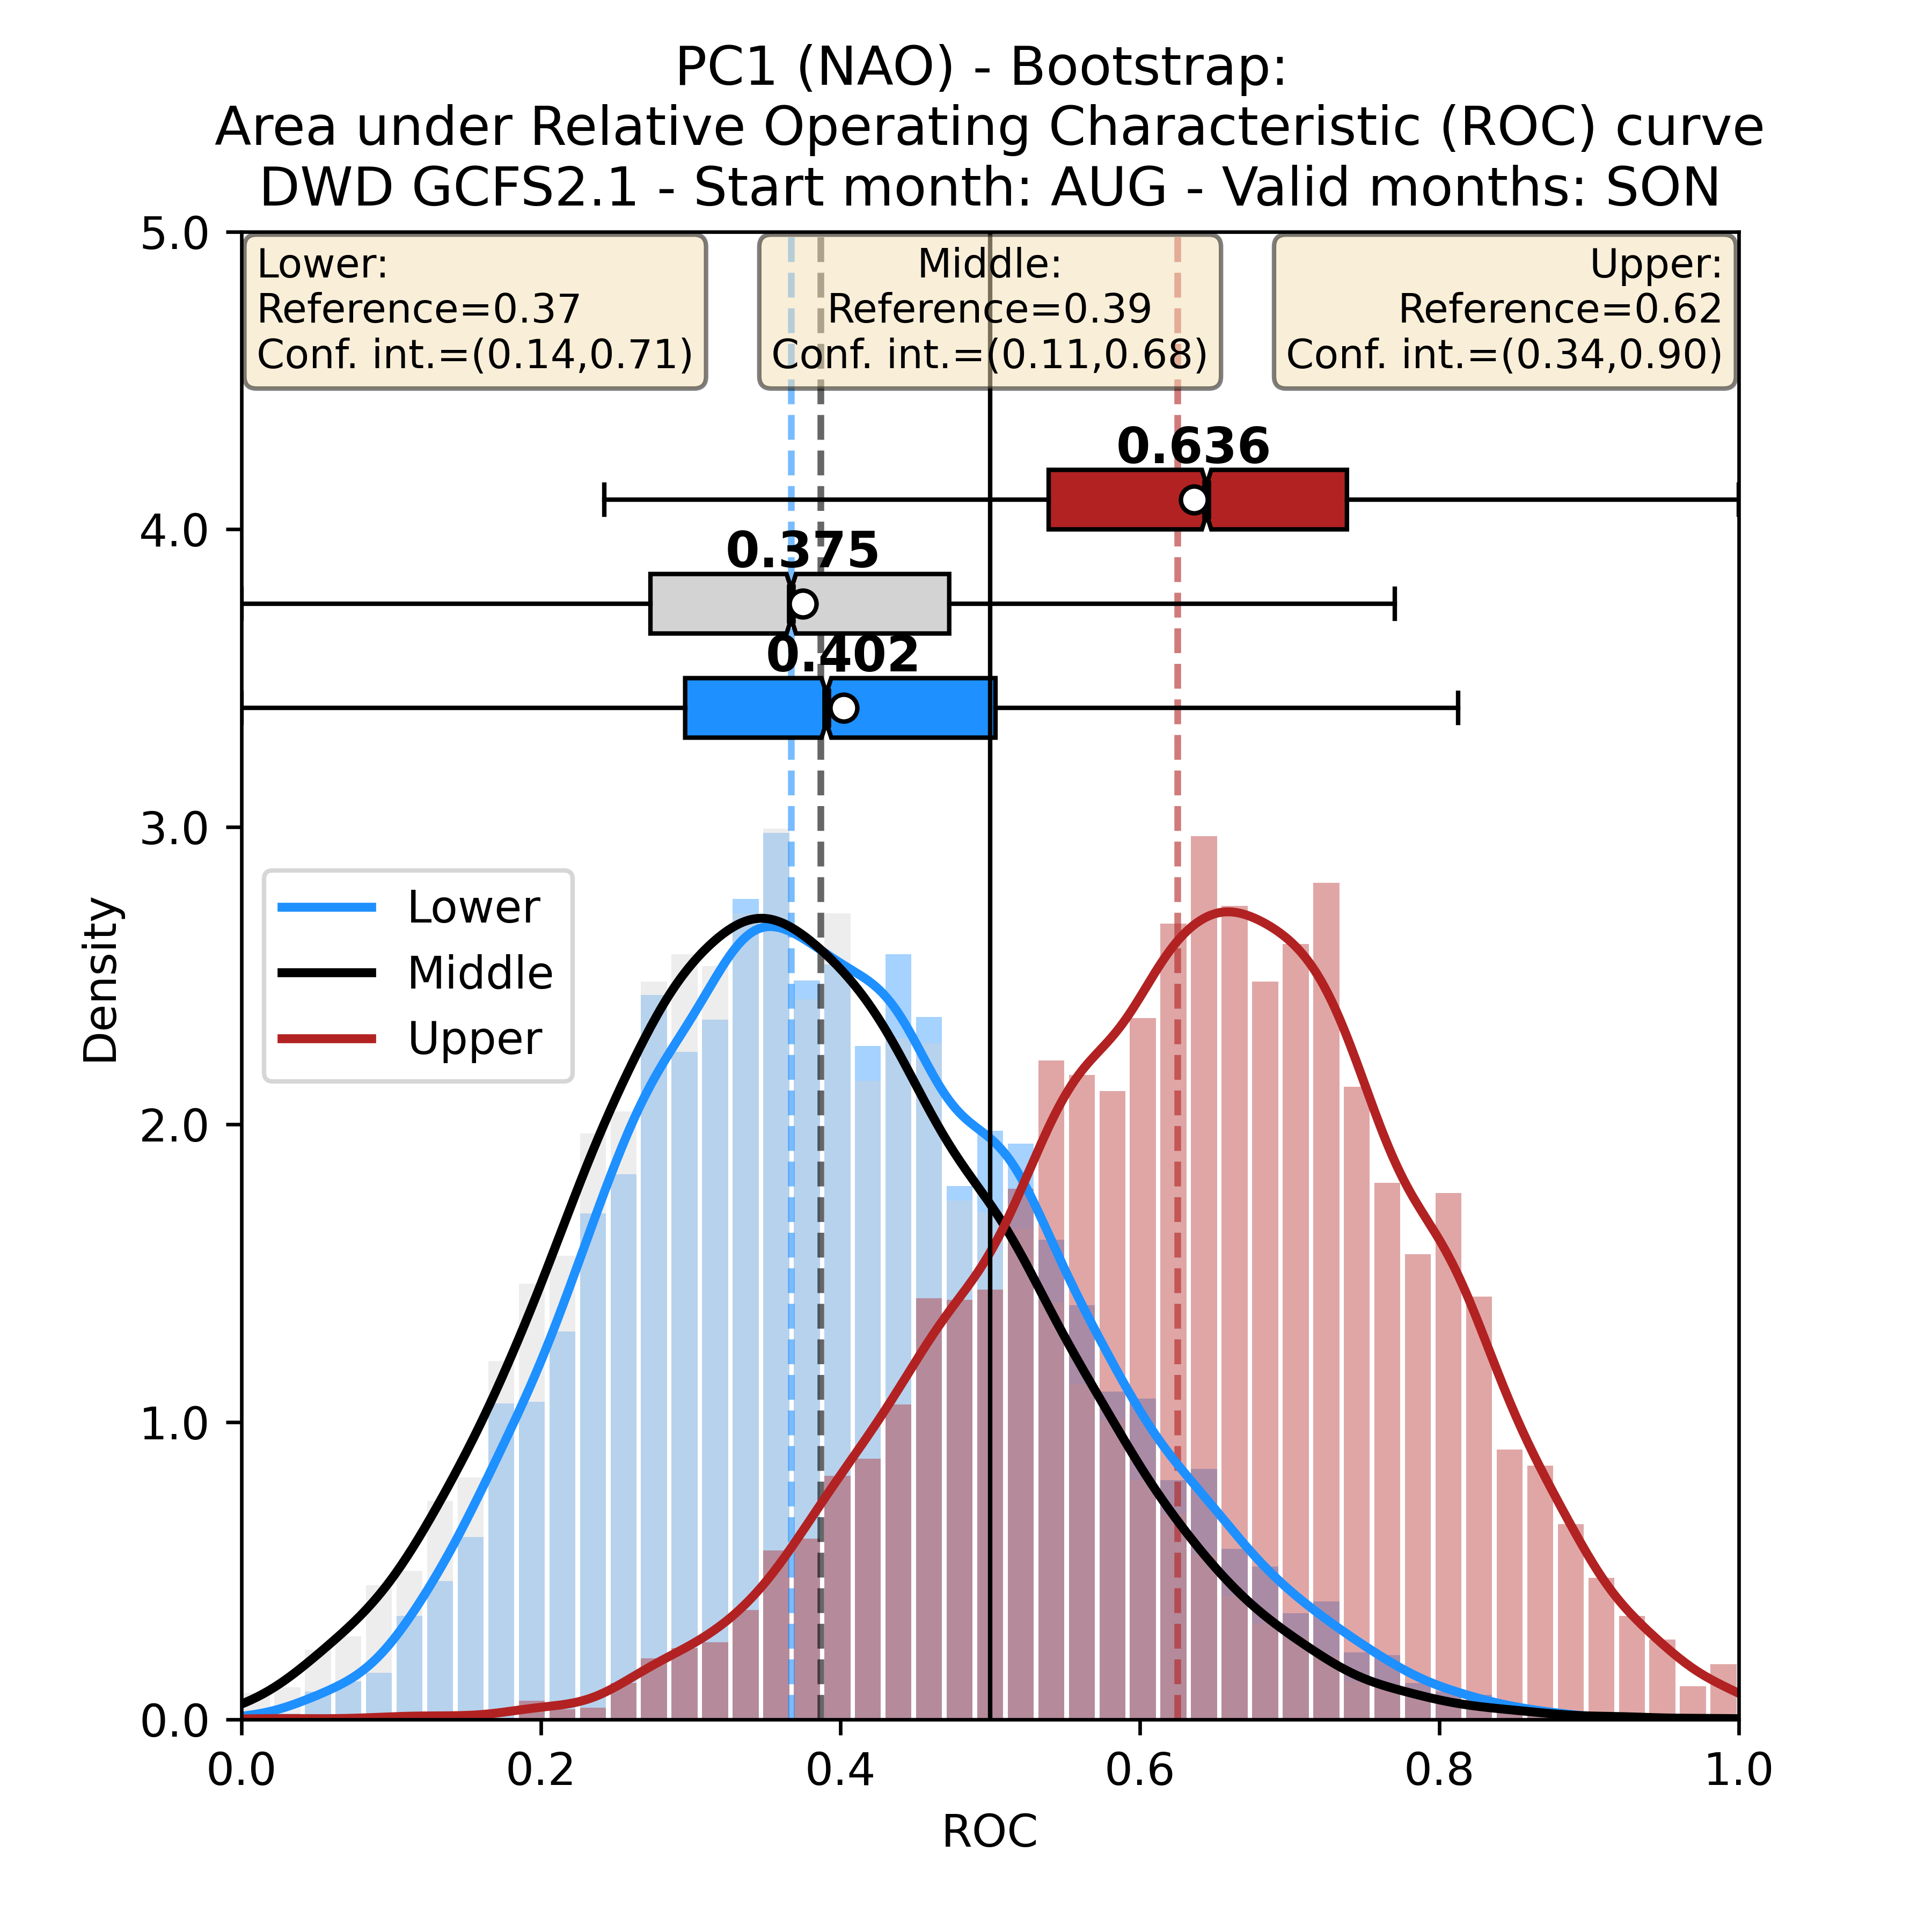 PC1 (NAO) - Bootstrap:
Area under Relative Operating Characteristic (ROC) curve
DWD GCFS2.1 - Start month: AUG - Valid months: SON
Lower:
Reference=0.37
Conf. int.=(0.14,0.71)
Middle:
Reference=0.39
Conf. int.=(0.11,0.68)
Upper:
Reference=0.62
Conf. int.=(0.34,0.90)
0.636
0.375
0.402
Lower
Middle
Upper
Density
5.0
4.0
3.0
2.0
1.0
0.0
0.0 0.2 0.4 0.6 0.8 1.0
ROC